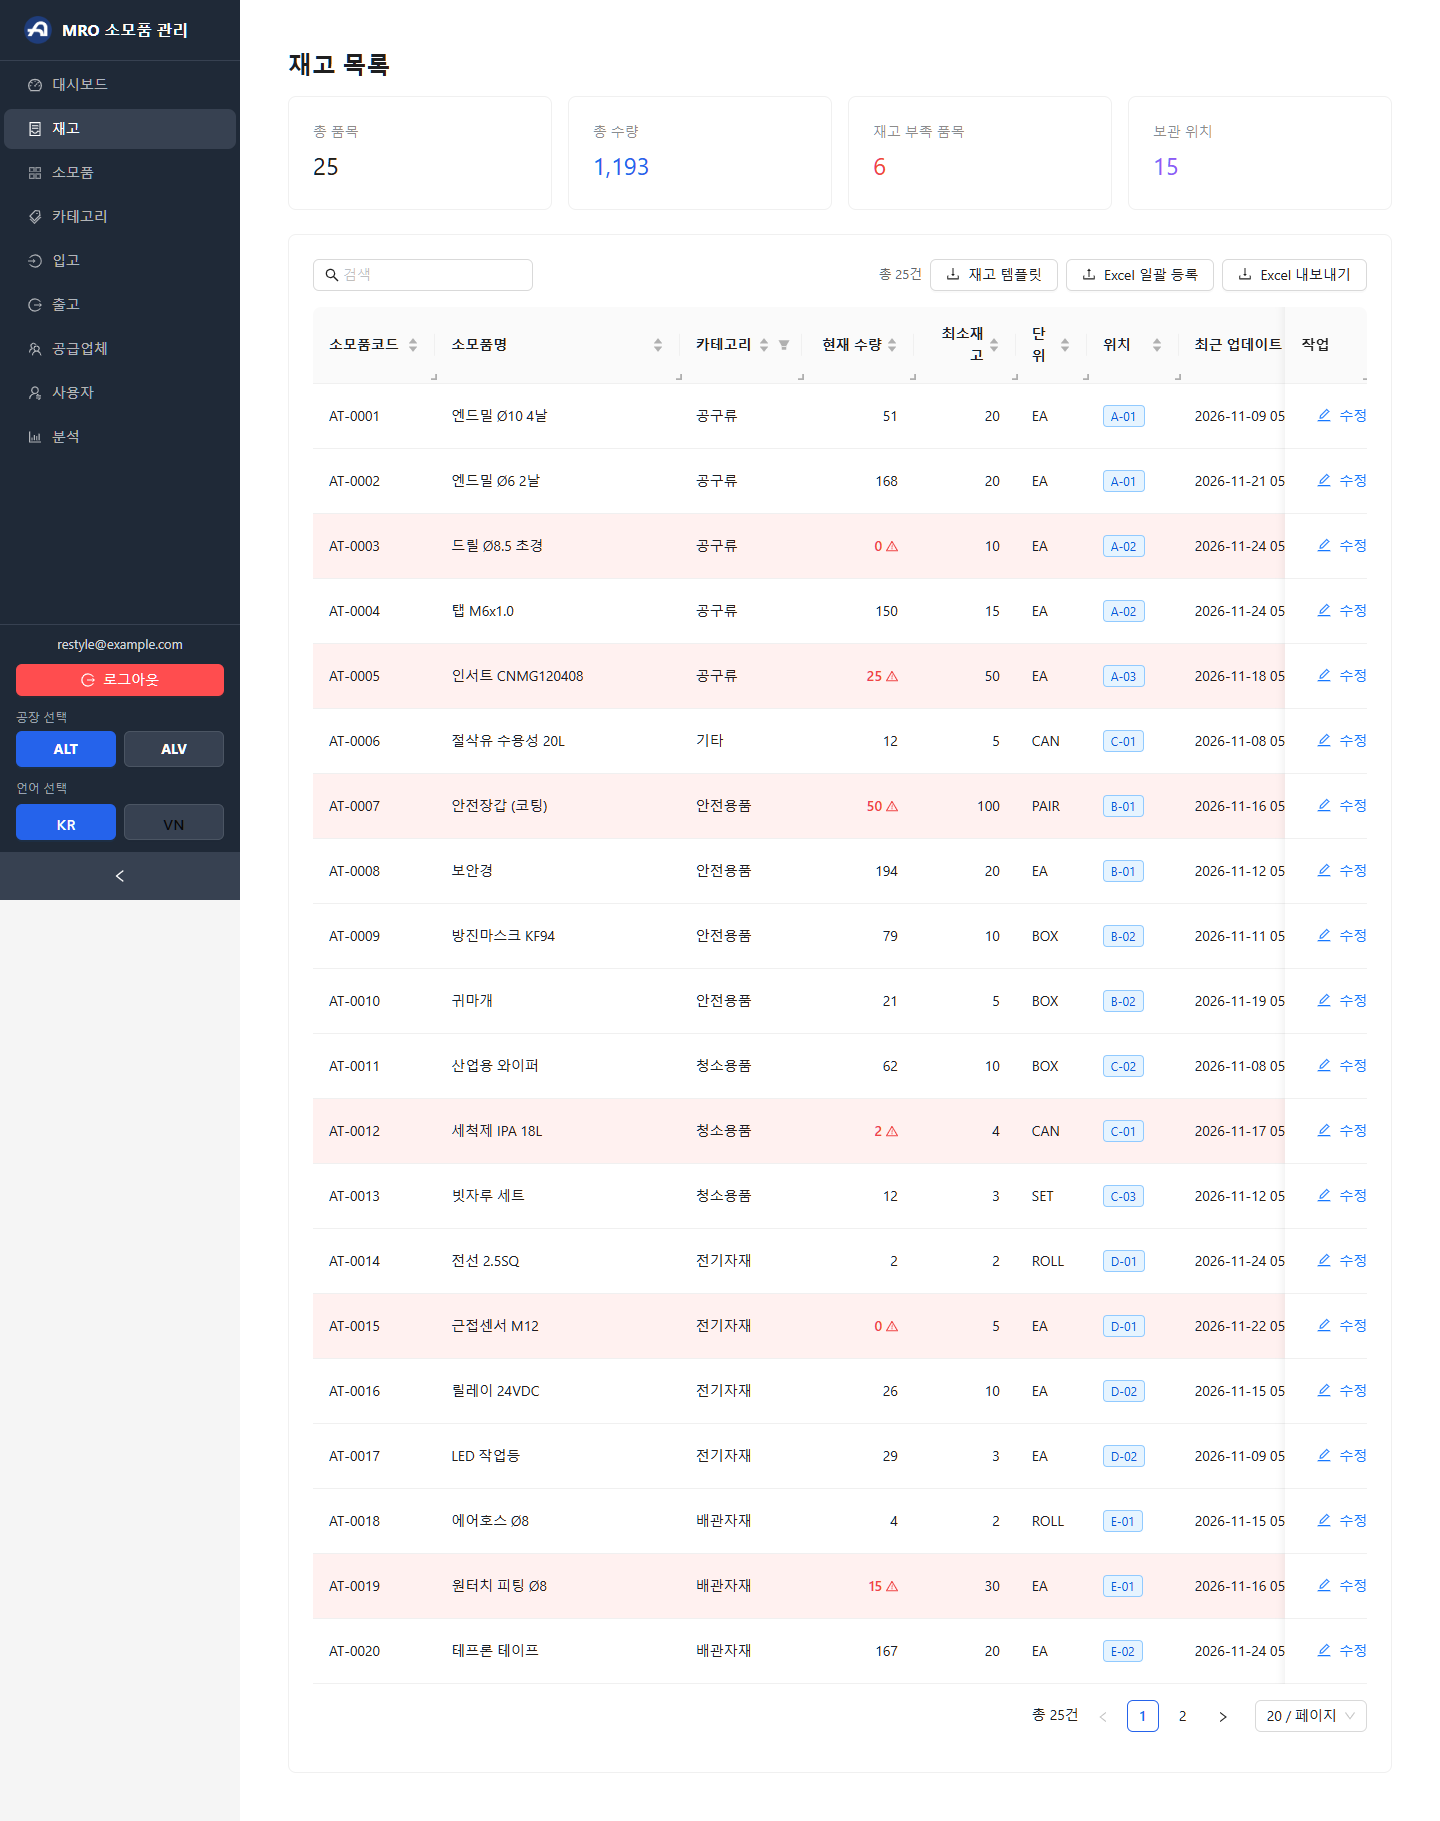 MRO 소모품 관리
대시보드
재고
소모품
카테고리
입고
출고
공급업체
사용자
분석
restyle@example.com
로그아웃
공장 선택
ALT ALV
언어 선택
KR VN
재고 목록
총 품목
25
총 수량
1,193
재고 부족 품목
6
보관 위치
15
검색
총 25건 재고 템플릿 Excel 일괄 등록 Excel 내보내기
소모품코드 소모품명 카테고리 현재 수량 최소재고 단위 위치 최근 업데이트 작업
AT-0001 엔드밀 Ø10 4날 공구류 51 20 EA A-01 2026-11-09 05 수정
AT-0002 엔드밀 Ø6 2날 공구류 168 20 EA A-01 2026-11-21 05 수정
AT-0003 드릴 Ø8.5 초경 공구류 0 10 EA A-02 2026-11-24 05 수정
AT-0004 탭 M6x1.0 공구류 150 15 EA A-02 2026-11-24 05 수정
AT-0005 인서트 CNMG120408 공구류 25 50 EA A-03 2026-11-18 05 수정
AT-0006 절삭유 수용성 20L 기타 12 5 CAN C-01 2026-11-08 05 수정
AT-0007 안전장갑 (코팅) 안전용품 50 100 PAIR B-01 2026-11-16 05 수정
AT-0008 보안경 안전용품 194 20 EA B-01 2026-11-12 05 수정
AT-0009 방진마스크 KF94 안전용품 79 10 BOX B-02 2026-11-11 05 수정
AT-0010 귀마개 안전용품 21 5 BOX B-02 2026-11-19 05 수정
AT-0011 산업용 와이퍼 청소용품 62 10 BOX C-02 2026-11-08 05 수정
AT-0012 세척제 IPA 18L 청소용품 2 4 CAN C-01 2026-11-17 05 수정
AT-0013 빗자루 세트 청소용품 12 3 SET C-03 2026-11-12 05 수정
AT-0014 전선 2.5SQ 전기자재 2 2 ROLL D-01 2026-11-24 05 수정
AT-0015 근접센서 M12 전기자재 0 5 EA D-01 2026-11-22 05 수정
AT-0016 릴레이 24VDC 전기자재 26 10 EA D-02 2026-11-15 05 수정
AT-0017 LED 작업등 전기자재 29 3 EA D-02 2026-11-09 05 수정
AT-0018 에어호스 Ø8 배관자재 4 2 ROLL E-01 2026-11-15 05 수정
AT-0019 원터치 피팅 Ø8 배관자재 15 30 EA E-01 2026-11-16 05 수정
AT-0020 테프론 테이프 배관자재 167 20 EA E-02 2026-11-24 05 수정
총 25건 1 2 20 / 페이지